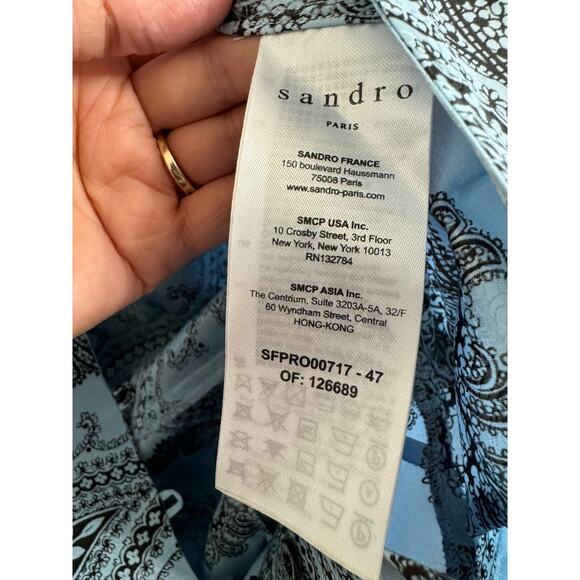 sandro
PARIS
SANDRO FRANCE
150 boulevard Haussmann
75008 Paris
www.sandro-paris.com
SMCP USA Inc.
10 Crosby Street, 3rd Floor
New York, New York 10013
RN132784
SMCP ASIA Inc.
The Centrium, Suite 3203A-5A, 32/F
60 Wyndham Street, Central
HONG-KONG
SFPRO00717 - 47
OF: 126689